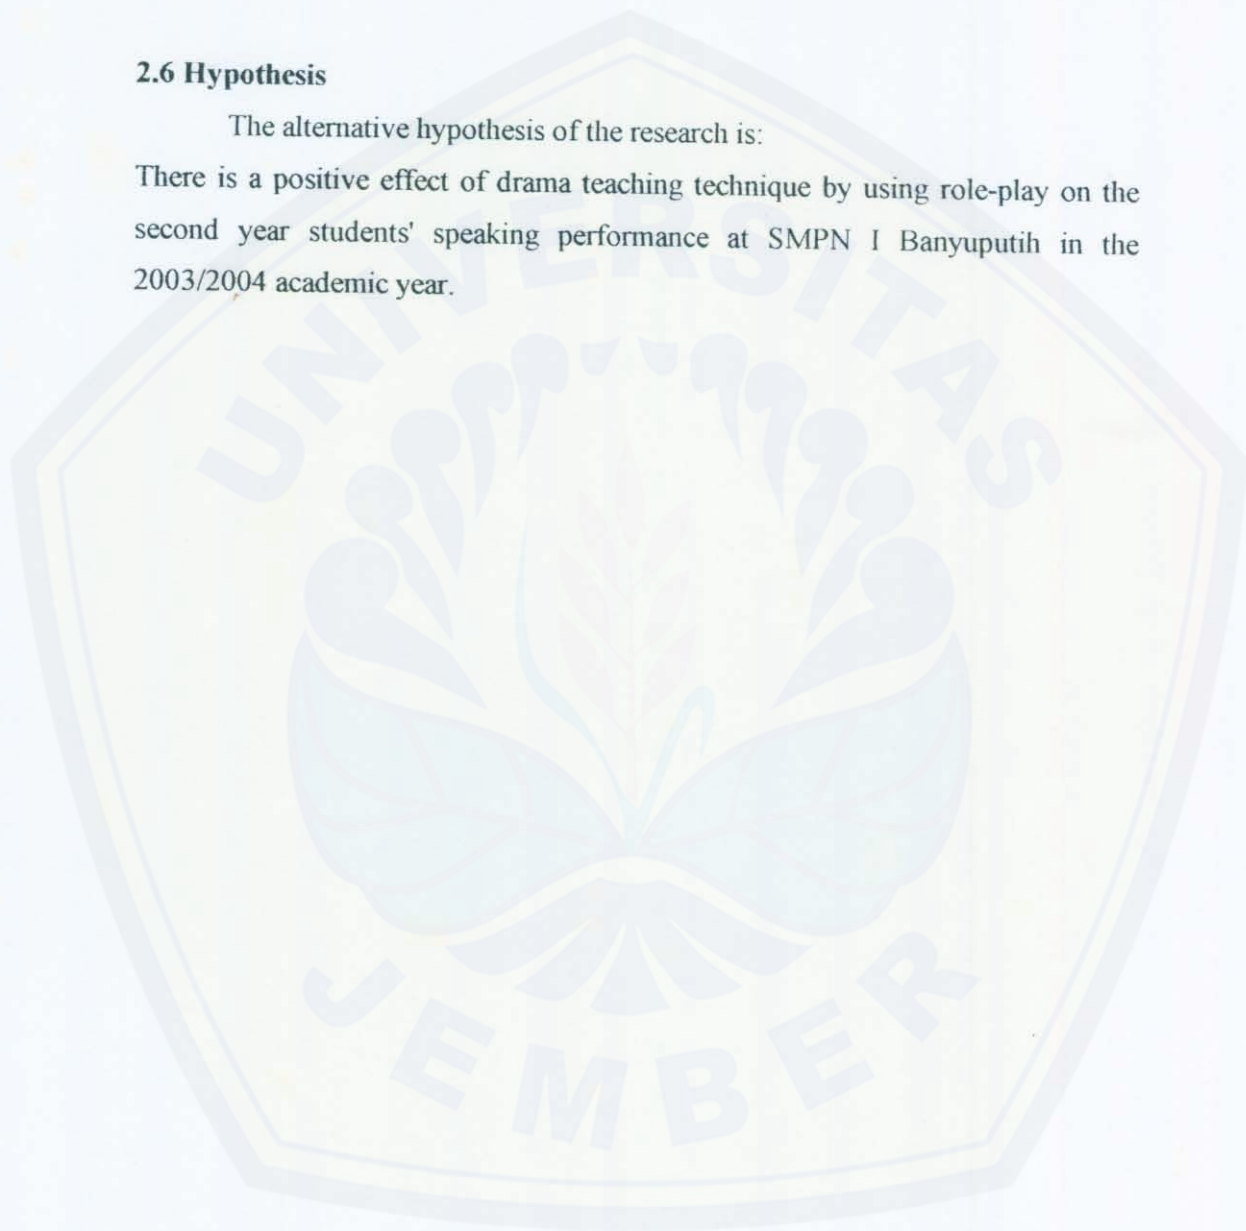 2.6 Hypothesis
The alternative hypothesis of the research is:
There is a positive effect of drama teaching technique by using role-play on the
second year students' speaking performance at SMPN I Banyuputih in the
2003/2004 academic year.
UNIVERSITAS
JEMBER